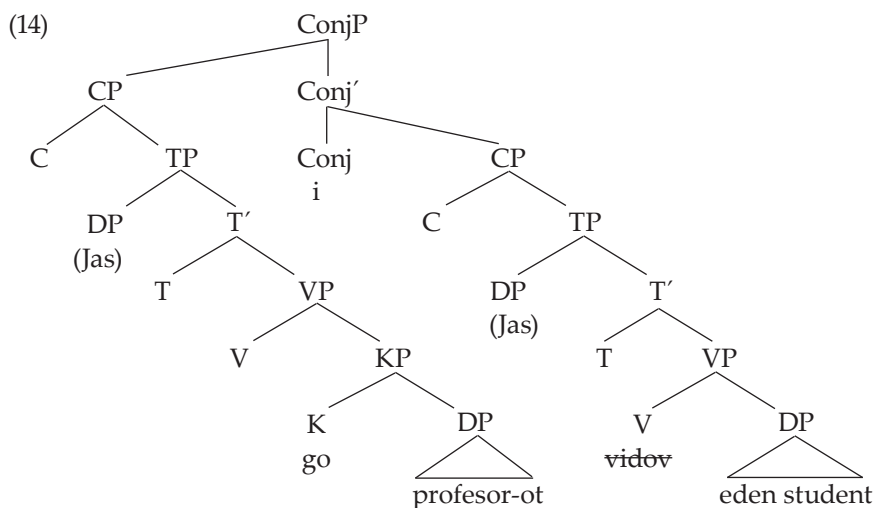 (14) ConjP
CP Conj′
C TP Conj CP
i
DP T′ C TP
(Jas)
T VP DP T′
(Jas)
V KP T VP
K DP V DP
go vidov
profesor-ot eden student